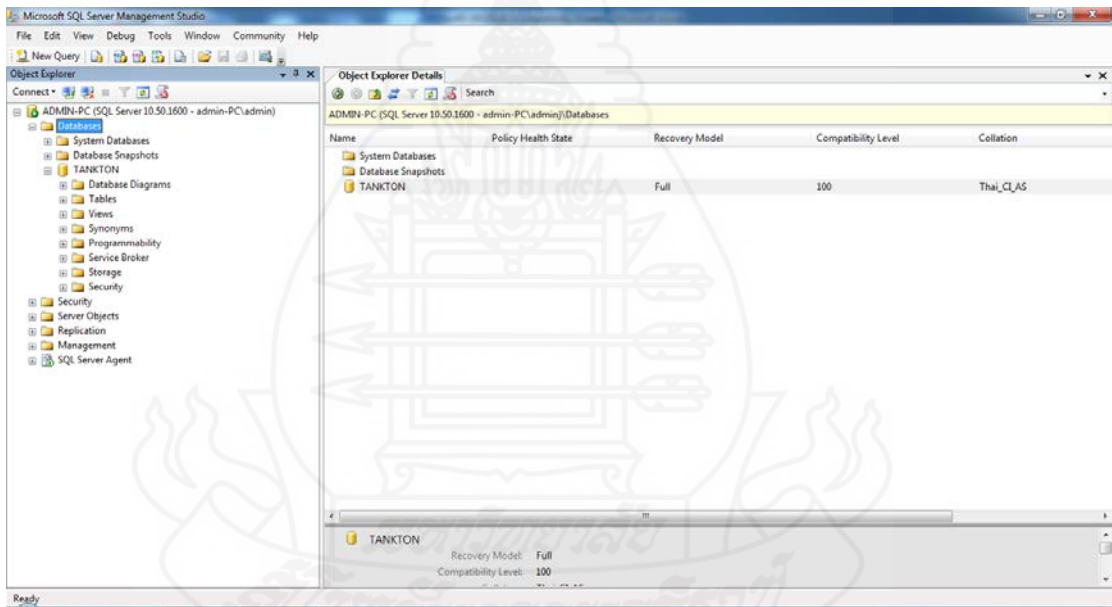 Microsoft SQL Server Management Studio
File Edit View Debug Tools Window Community Help
New Query
Object Explorer
Connect
ADMIN-PC (SQL Server 10.50.1600 - admin-PC\admin)
Databases
System Databases
Database Snapshots
TANKTON
Database Diagrams
Tables
Views
Synonyms
Programmability
Service Broker
Storage
Security
Security
Server Objects
Replication
Management
SQL Server Agent
Object Explorer Details
Search
ADMIN-PC (SQL Server 10.50.1600 - admin-PC\admin)\Databases
Name Policy Health State Recovery Model Compatibility Level Collation
System Databases
Database Snapshots
TANKTON Full 100 Thai_CI_AS
TANKTON
Recovery Model: Full
Compatibility Level: 100
Ready